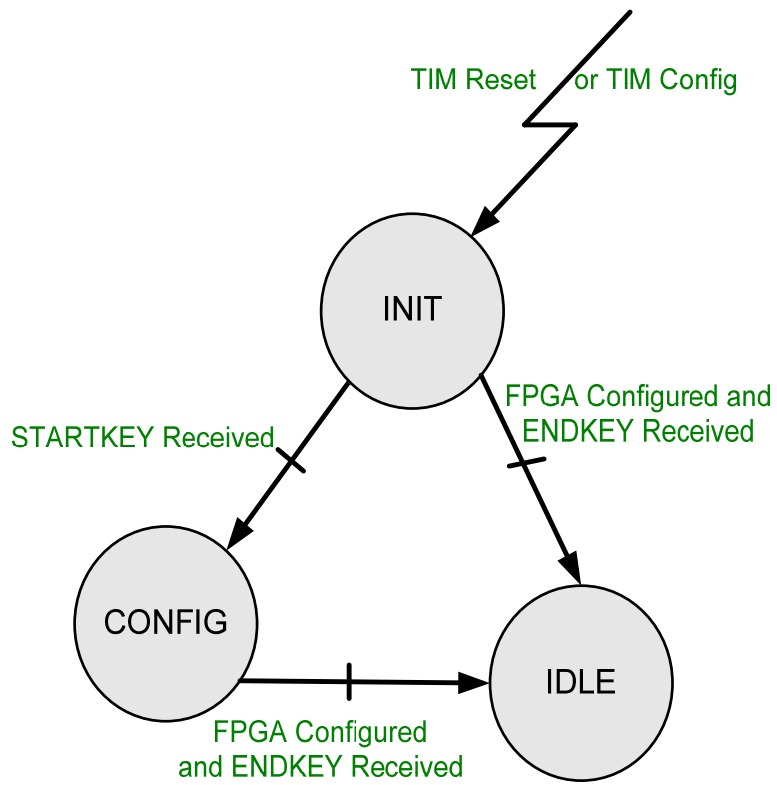 TIM Reset or TIM Config
INIT
FPGA Configured and
ENDKEY Received
STARTKEY Received
CONFIG
IDLE
FPGA Configured
and ENDKEY Received